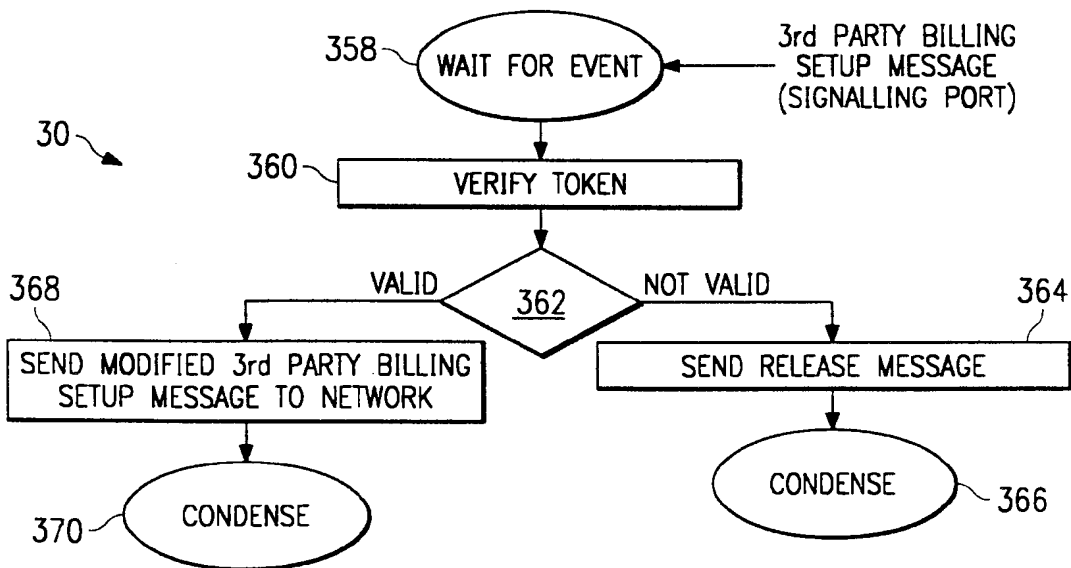 358
WAIT FOR EVENT
3rd PARTY BILLING
SETUP MESSAGE
(SIGNALLING PORT)
30
360
VERIFY TOKEN
VALID
362
NOT VALID
368
SEND MODIFIED 3rd PARTY BILLING
SETUP MESSAGE TO NETWORK
364
SEND RELEASE MESSAGE
370
CONDENSE
CONDENSE
366